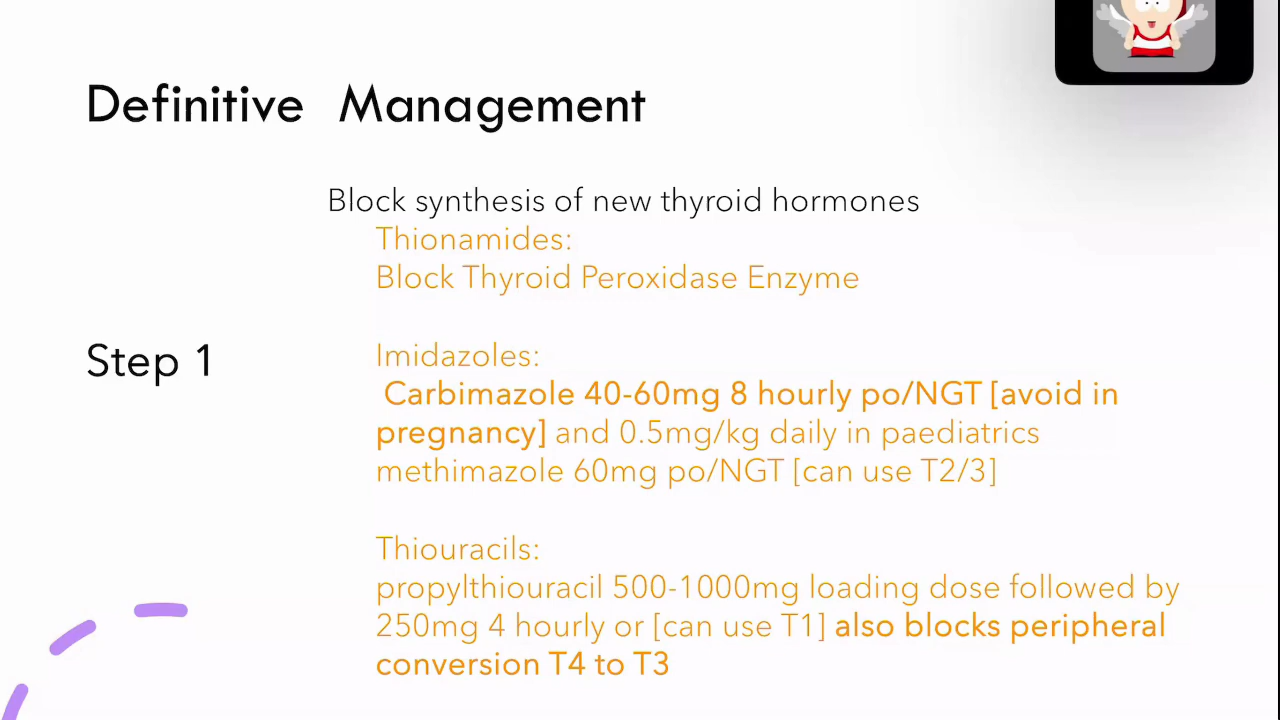 Definitive Management
Block synthesis of new thyroid hormones
Thionamides:
Block Thyroid Peroxidase Enzyme
Step 1
Imidazoles:
Carbimazole 40-60mg 8 hourly po/NGT [avoid in
pregnancy] and 0.5mg/kg daily in paediatrics
methimazole 60mg po/NGT [can use T2/3]
Thiouracils:
propylthiouracil 500-1000mg loading dose followed by
250mg 4 hourly or [can use T1] also blocks peripheral
conversion T4 to T3